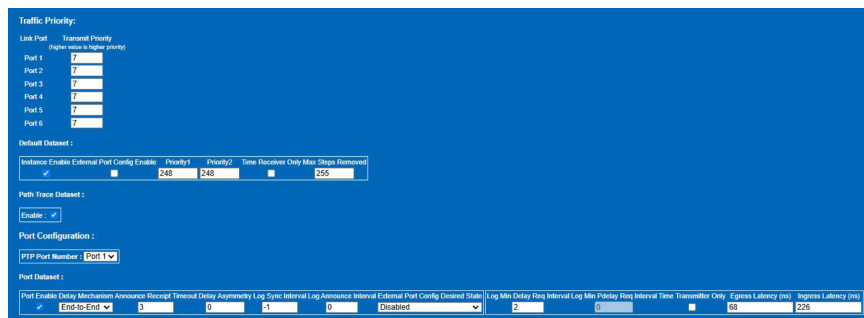 Traffic Priority:
Link Port Transmit Priority
(higher value is higher priority)
Port 1 7
Port 2 7
Port 3 7
Port 4 7
Port 5 7
Port 6 7
Default Dataset :
Instance Enable External Port Config Enable Priority1 Priority2 Time Receiver Only Max Steps Removed
248 248 255
Path Trace Dataset :
Enable :
Port Configuration :
PTP Port Number : Port 1
Port Dataset :
Port Enable Delay Mechanism Announce Receipt Timeout Delay Asymmetry Log Sync Interval Log Announce Interval External Port Config Desired State Log Min Delay Req Interval Log Min Pdelay Req Interval Time Transmitter Only Egress Latency (ns) Ingress Latency (ns)
End-to-End 3 0 -1 0 Disabled 2 0 68 226